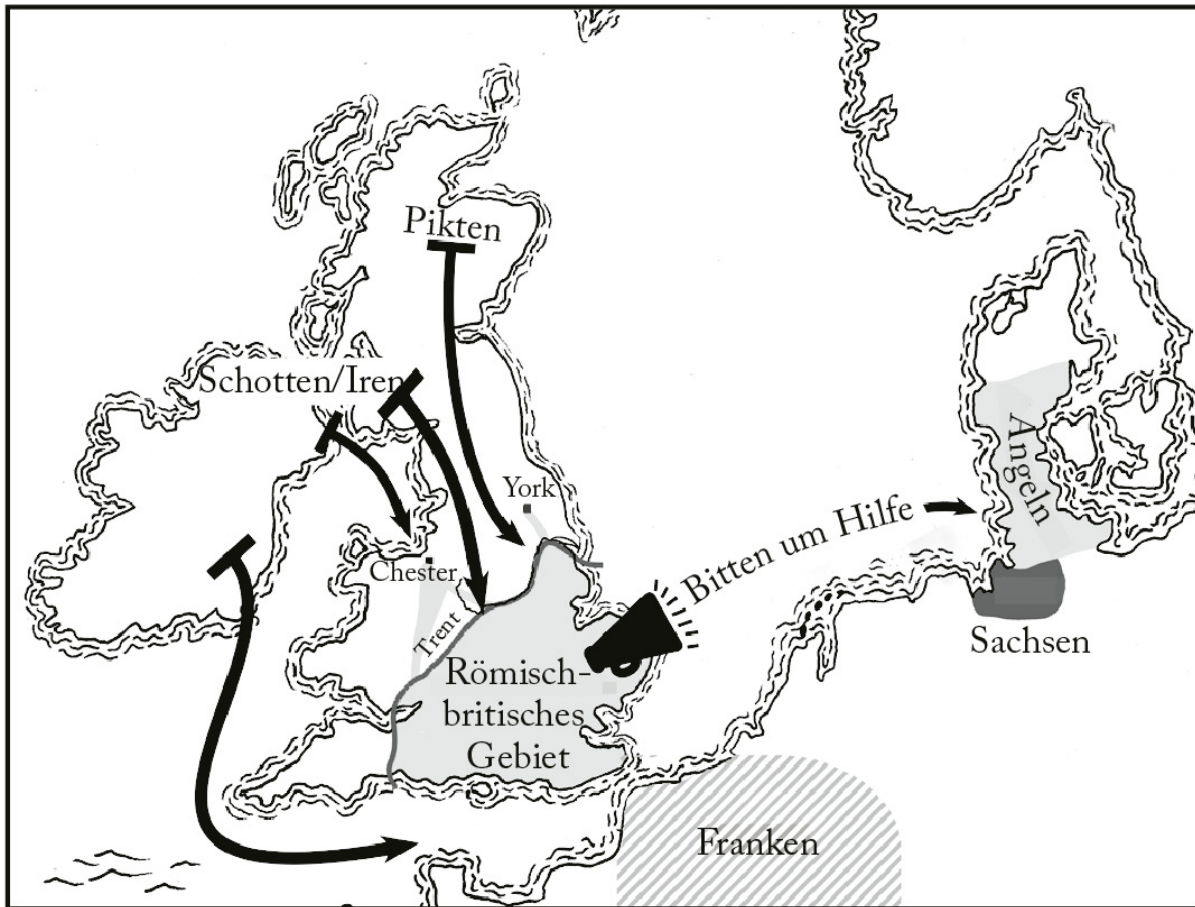 Pikten
Schotten/Iren
York
Chester
Trent
Bitten um Hilfe
Angeln
Sachsen
Römisch-
britisches
Gebiet
Franken